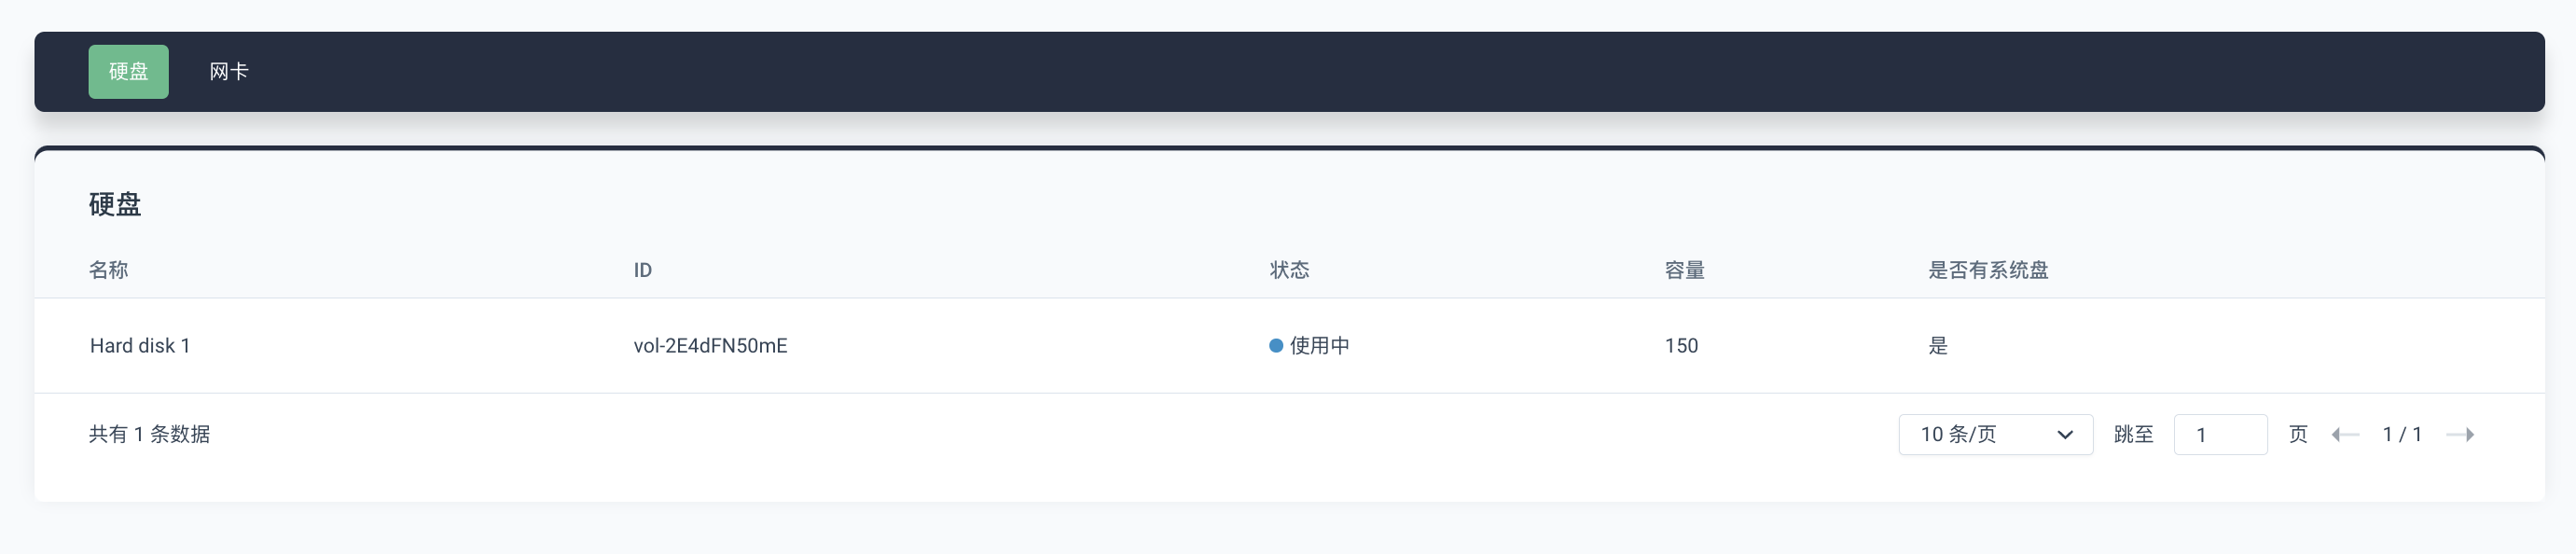 硬盘 网卡
硬盘
名称 ID 状态 容量 是否有系统盘
Hard disk 1 vol-2E4dFN50mE 使用中 150 是
共有 1 条数据 10 条/页 跳至 1 页 1 / 1